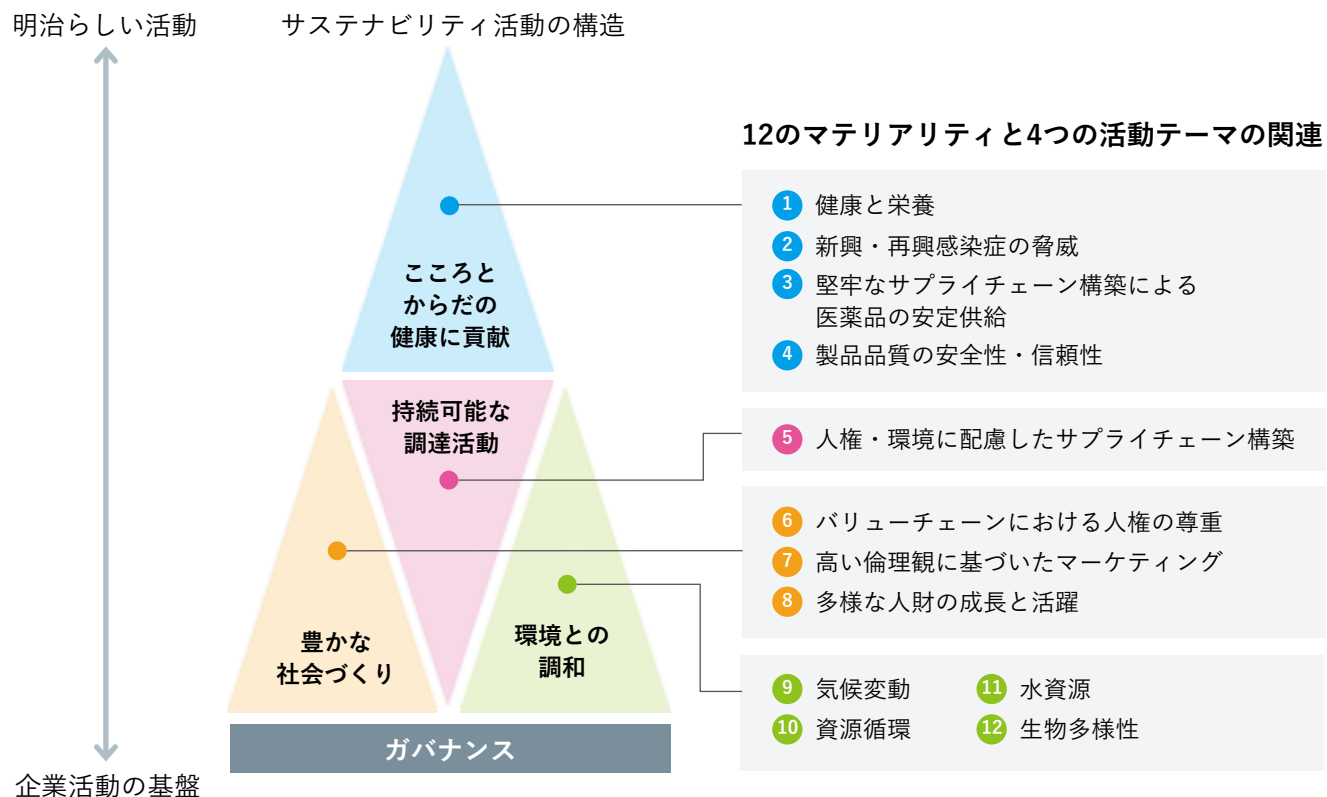 明治らしい活動
サステナビリティ活動の構造
12のマテリアリティと4つの活動テーマの関連
こころと
からだの
健康に貢献
持続可能な
調達活動
豊かな
社会づくり
環境との
調和
ガバナンス
企業活動の基盤
1 健康と栄養
2 新興・再興感染症の脅威
3 堅牢なサプライチェーン構築による
医薬品の安定供給
4 製品品質の安全性・信頼性
5 人権・環境に配慮したサプライチェーン構築
6 バリューチェーンにおける人権の尊重
7 高い倫理観に基づいたマーケティング
8 多様な人財の成長と活躍
9 気候変動
10 資源循環
11 水資源
12 生物多様性